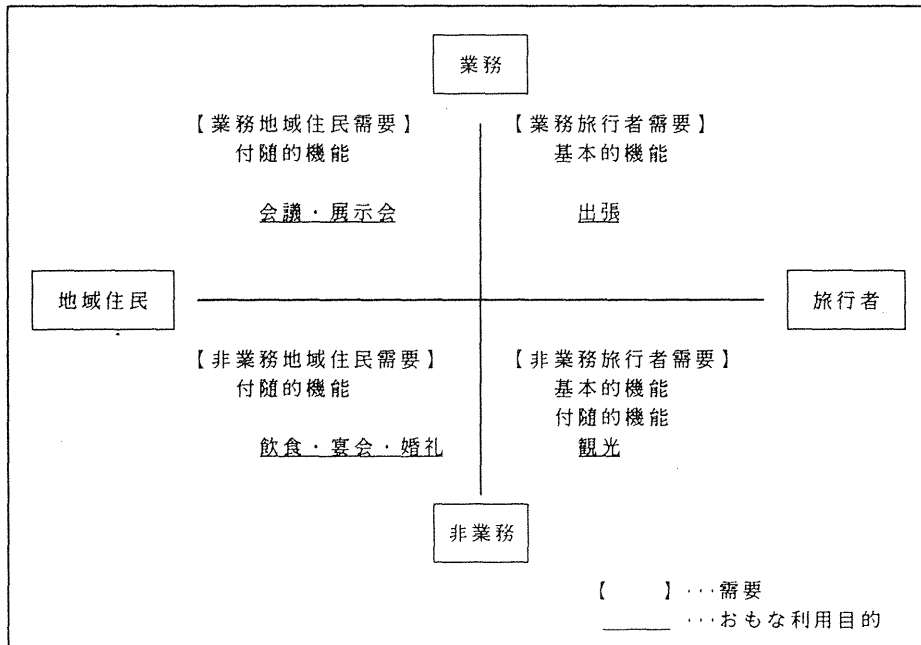 業務
【業務地域住民需要】
付随的機能
会議・展示会
【業務旅行者需要】
基本的機能
出張
地域住民
旅行者
【非業務地域住民需要】
付随的機能
飲食・宴会・婚礼
【非業務旅行者需要】
基本的機能
付随的機能
観光
非業務
【 】…需要
＿＿＿…おもな利用目的